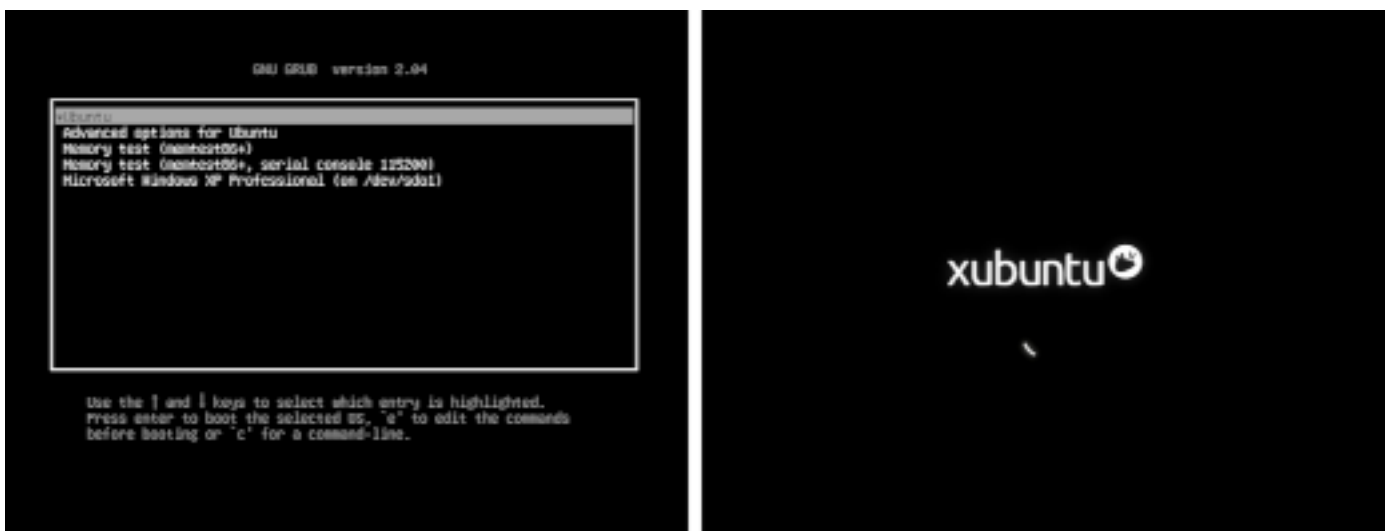 GNU GRUB version 2.04
*Ubuntu
Advanced options for Ubuntu
Memory test (memtest86+)
Memory test (memtest86+, serial console 115200)
Microsoft Windows XP Professional (on /dev/sda1)
Use the ↑ and ↓ keys to select which entry is highlighted.
Press enter to boot the selected OS, `e' to edit the commands
before booting or `c' for a command-line.
xubuntu